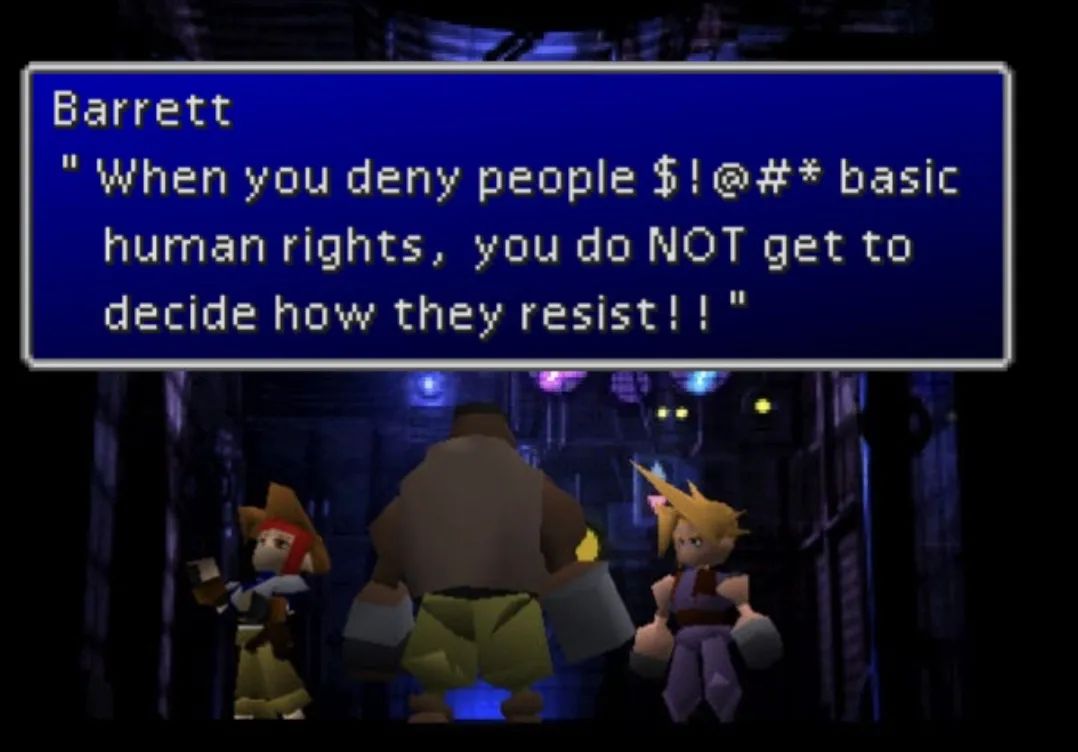 Barrett
" When you deny people $!@#* basic
human rights, you do NOT get to
decide how they resist!! "